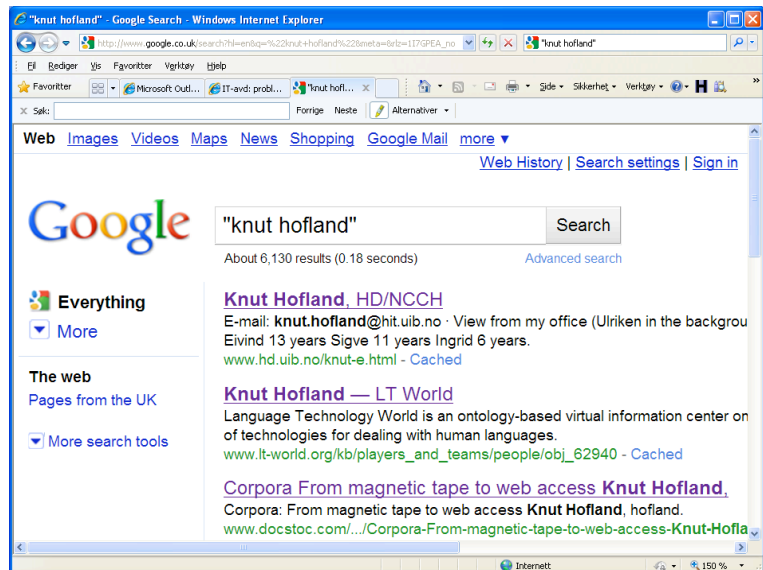 "knut hofland" - Google Search - Windows Internet Explorer
http://www.google.co.uk/search?hl=en&q=%22knut+hofland%22&meta=&rlz=1I7GPEA_no
"knut hofland"
Fil Rediger Vis Favoritter Verktøy Hjelp
Favoritter
Microsoft Outl...
IT-avd: probl...
"knut hofl...
Side Sikkerhet Verktøy
Søk: Forrige Neste Alternativer
Web Images Videos Maps News Shopping Google Mail more ▼
Web History | Search settings | Sign in
Google
"knut hofland" Search
About 6,130 results (0.18 seconds) Advanced search
Everything
More
The web
Pages from the UK
More search tools
Knut Hofland, HD/NCCH
E-mail: knut.hofland@hit.uib.no · View from my office (Ulriken in the backgrou
Eivind 13 years Sigve 11 years Ingrid 6 years.
www.hd.uib.no/knut-e.html - Cached
Knut Hofland — LT World
Language Technology World is an ontology-based virtual information center on
of technologies for dealing with human languages.
www.lt-world.org/kb/players_and_teams/people/obj_62940 - Cached
Corpora From magnetic tape to web access Knut Hofland,
Corpora: From magnetic tape to web access Knut Hofland, hofland.
www.docstoc.com/.../Corpora-From-magnetic-tape-to-web-access-Knut-Hofla
Internett 150 %